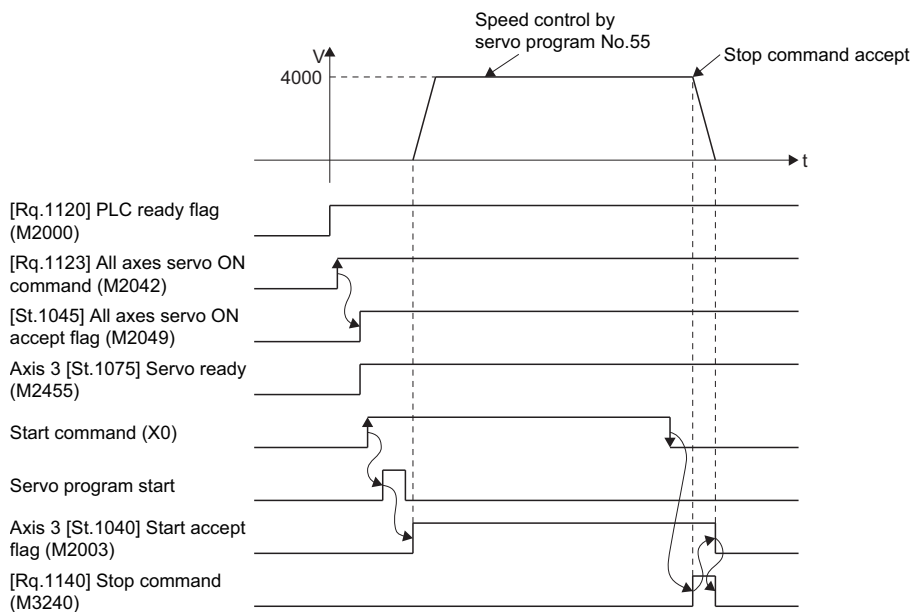 Speed control by
servo program No.55
Stop command accept
V
4000
t
[Rq.1120] PLC ready flag
(M2000)
[Rq.1123] All axes servo ON
command (M2042)
[St.1045] All axes servo ON
accept flag (M2049)
Axis 3 [St.1075] Servo ready
(M2455)
Start command (X0)
Servo program start
Axis 3 [St.1040] Start accept
flag (M2003)
[Rq.1140] Stop command
(M3240)